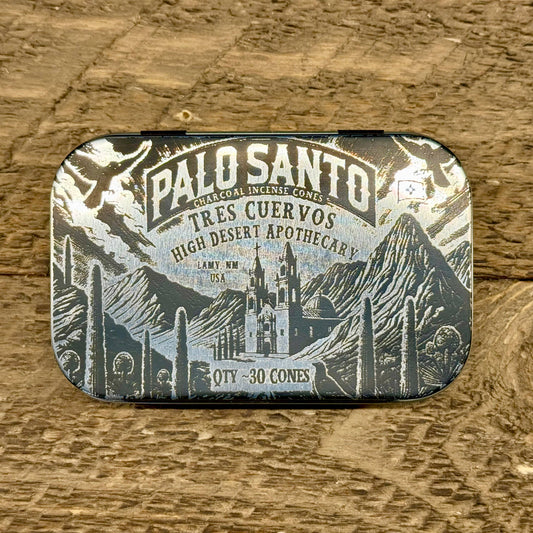 PALO SANTO
CHARCOAL INCENSE CONES
TRES CUERVOS
HIGH DESERT APOTHECARY
LAMY, NM
USA
QTY ~30 CONES